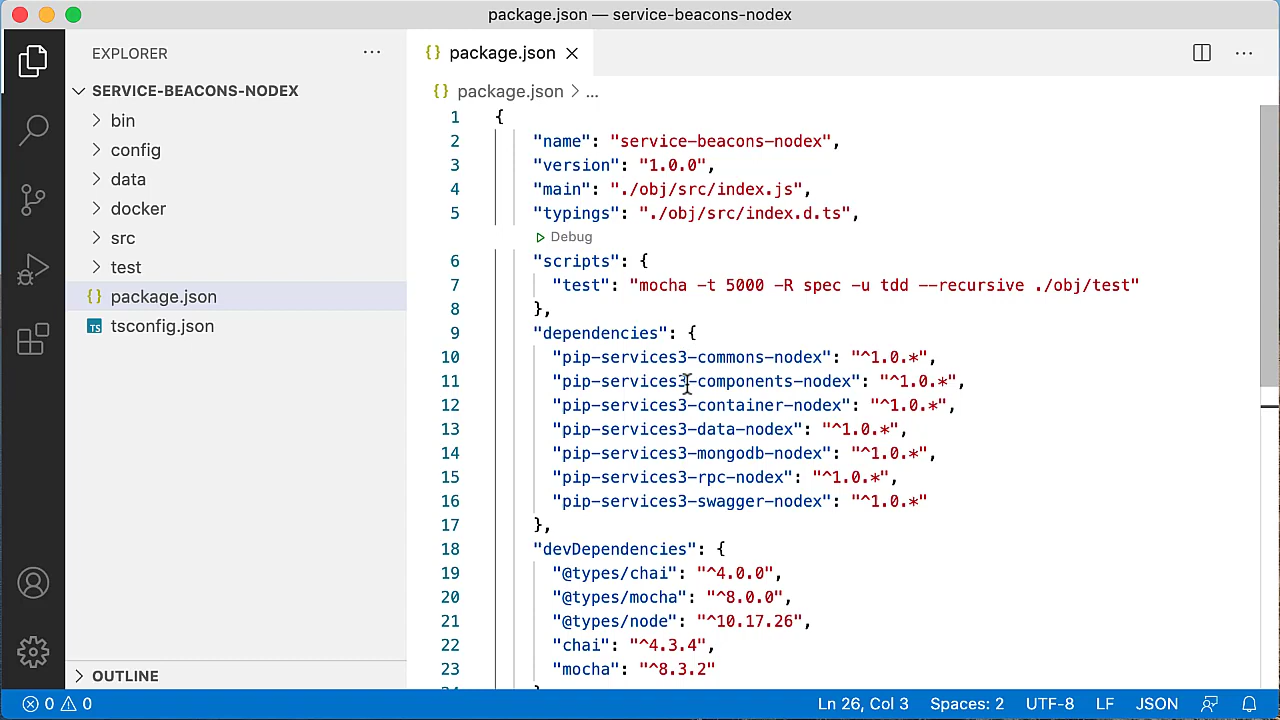 package.json — service-beacons-nodex
EXPLORER
···
SERVICE-BEACONS-NODEX
bin
config
data
docker
src
test
{} package.json
TS tsconfig.json
OUTLINE
{} package.json
···
{} package.json > ...
1 {
2 "name": "service-beacons-nodex",
3 "version": "1.0.0",
4 "main": "./obj/src/index.js",
5 "typings": "./obj/src/index.d.ts",
Debug
6 "scripts": {
7 "test": "mocha -t 5000 -R spec -u tdd --recursive ./obj/test"
8 },
9 "dependencies": {
10 "pip-services3-commons-nodex": "^1.0.*",
11 "pip-services3-components-nodex": "^1.0.*",
12 "pip-services3-container-nodex": "^1.0.*",
13 "pip-services3-data-nodex": "^1.0.*",
14 "pip-services3-mongodb-nodex": "^1.0.*",
15 "pip-services3-rpc-nodex": "^1.0.*",
16 "pip-services3-swagger-nodex": "^1.0.*"
17 },
18 "devDependencies": {
19 "@types/chai": "^4.0.0",
20 "@types/mocha": "^8.0.0",
21 "@types/node": "^10.17.26",
22 "chai": "^4.3.4",
23 "mocha": "^8.3.2"
0 0
Ln 26, Col 3 Spaces: 2 UTF-8 LF JSON